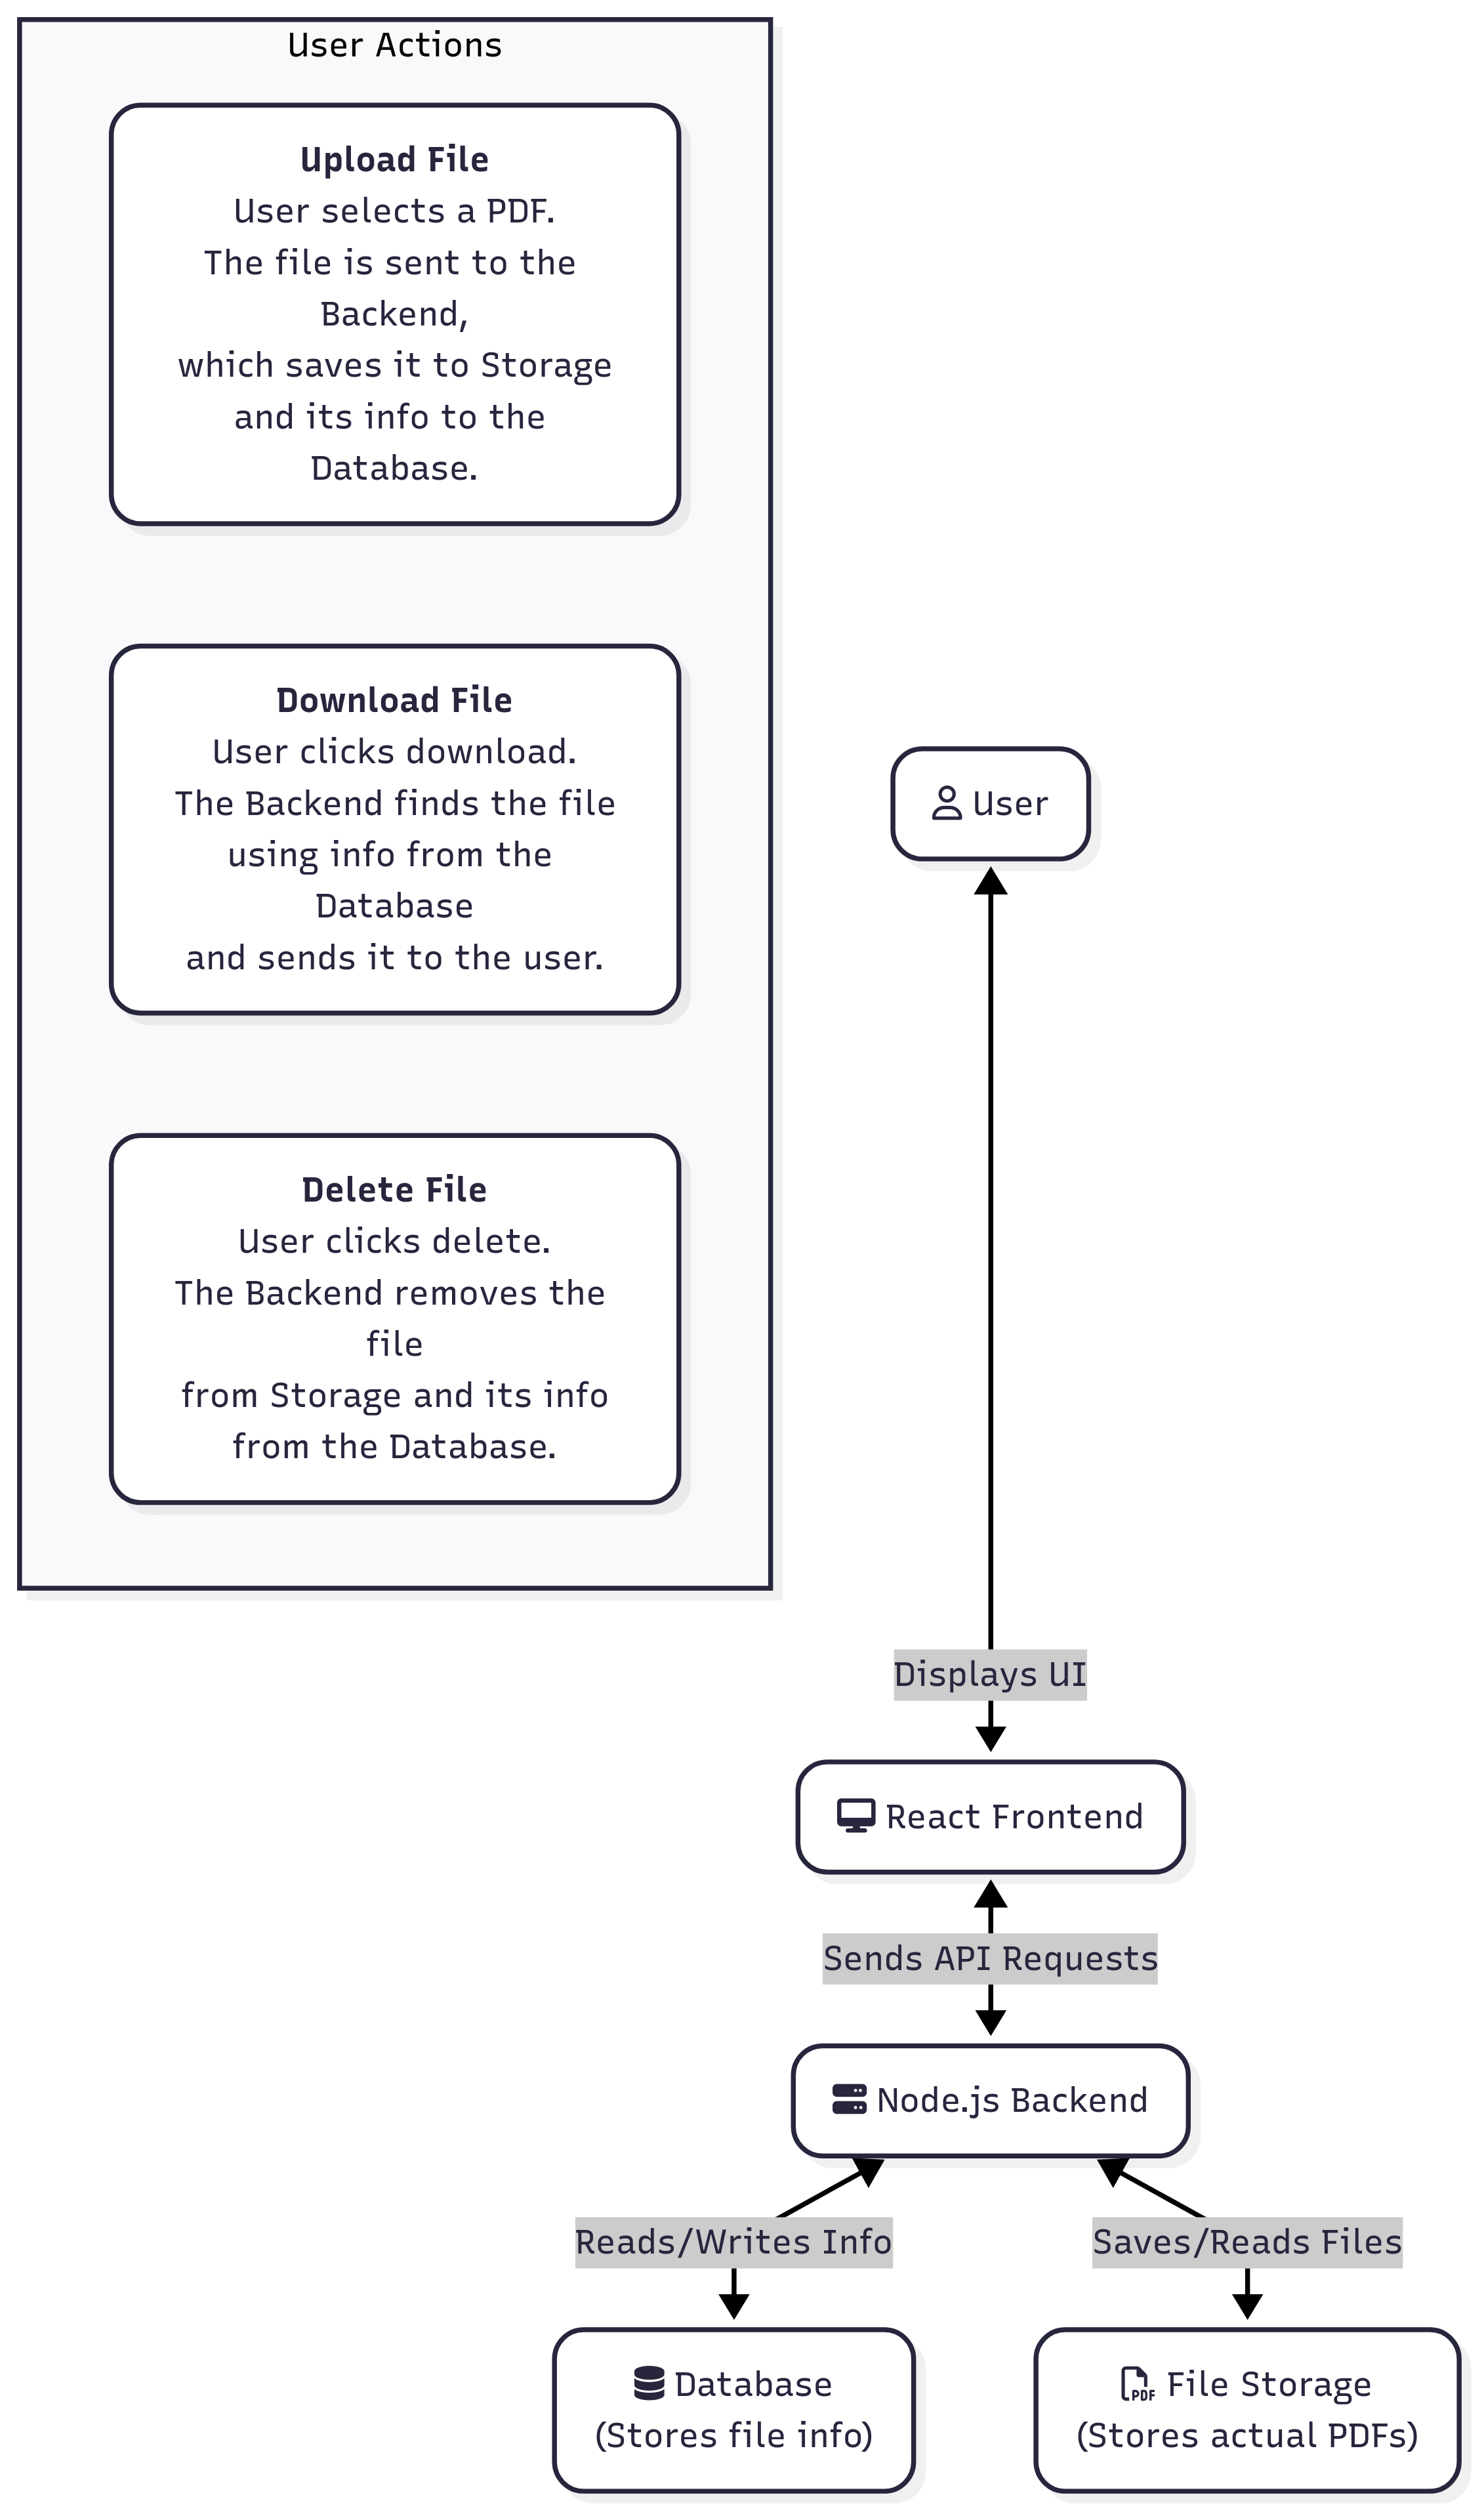 User Actions
Upload File
User selects a PDF.
The file is sent to the
Backend,
which saves it to Storage
and its info to the
Database.
Download File
User clicks download.
The Backend finds the file
using info from the
Database
and sends it to the user.
Delete File
User clicks delete.
The Backend removes the
file
from Storage and its info
from the Database.
User
Displays UI
React Frontend
Sends API Requests
Node.js Backend
Reads/Writes Info
Saves/Reads Files
Database
(Stores file info)
PDF
File Storage
(Stores actual PDFs)